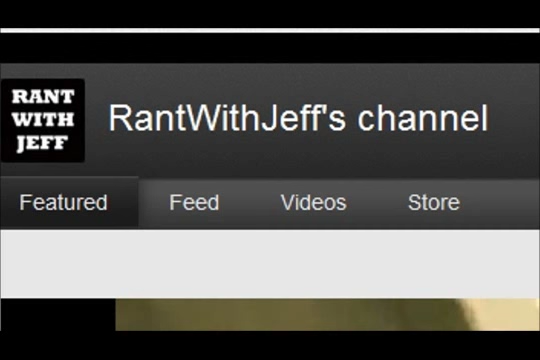 RANT
WITH
JEFF
RantWithJeff's channel
Featured Feed Videos Store